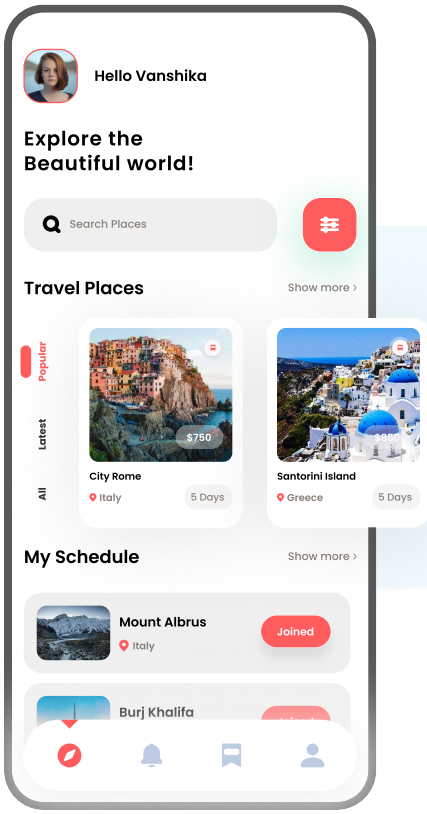 Hello Vanshika
Explore the
Beautiful world!
Search Places
Travel Places
Show more ›
Popular
Latest
All
$750
City Rome
Italy
5 Days
$850
Santorini Island
Greece
5 Days
My Schedule
Show more ›
Mount Albrus
Italy
Joined
Burj Khalifa
Joined